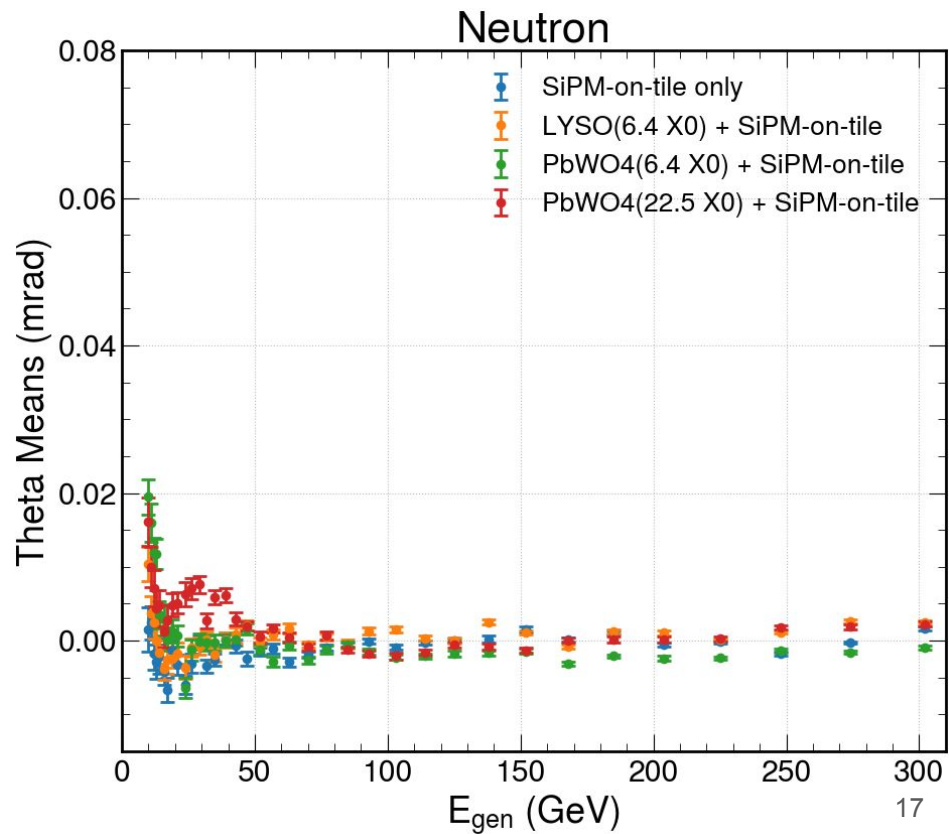 Neutron
0.08
0.06
0.04
0.02
0.00
Theta Means (mrad)
SiPM-on-tile only
LYSO(6.4 X0) + SiPM-on-tile
PbWO4(6.4 X0) + SiPM-on-tile
PbWO4(22.5 X0) + SiPM-on-tile
0 50 100 150 200 250 300
E_gen (GeV)
17